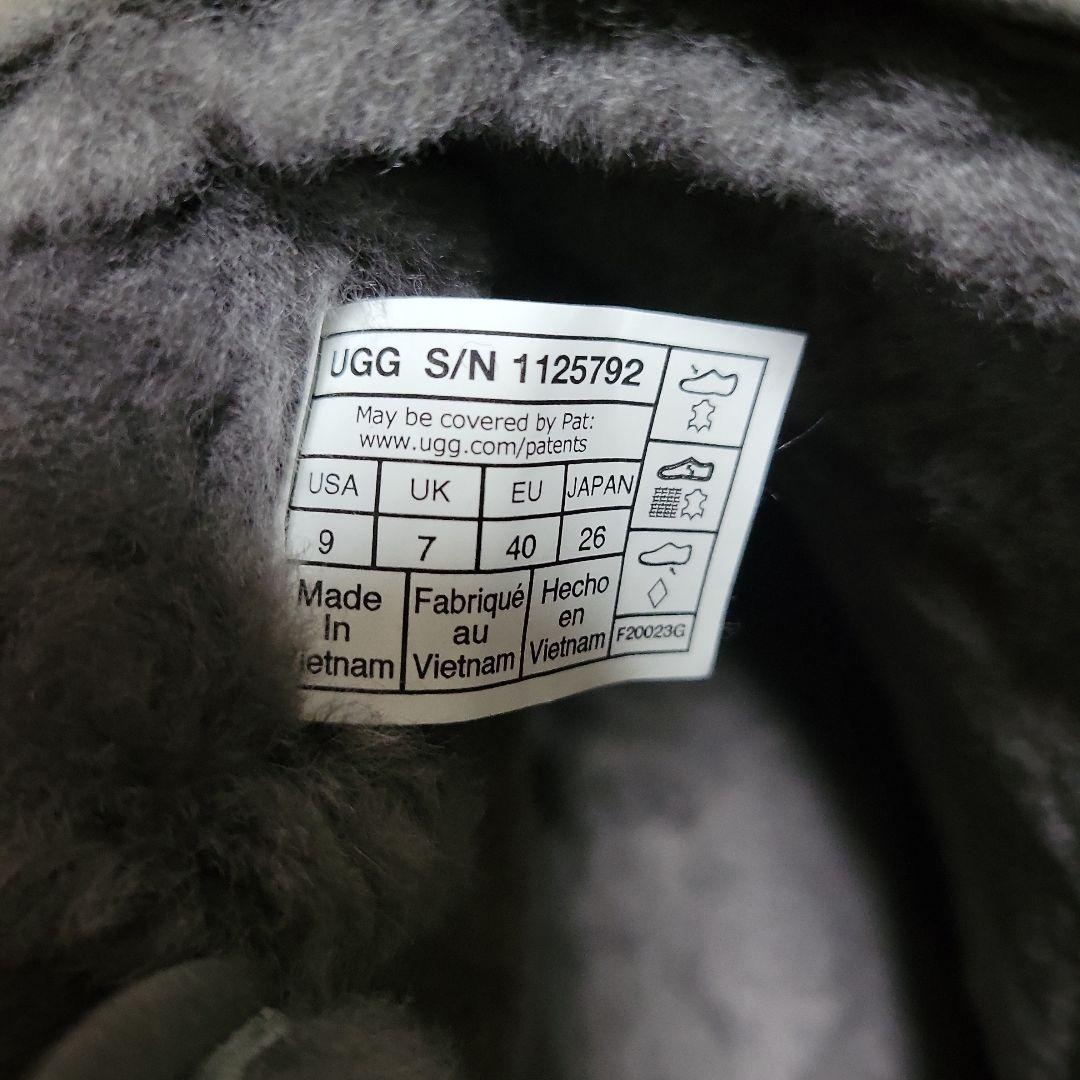 UGG S/N 1125792
May be covered by Pat:
www.ugg.com/patents
USA UK EU JAPAN
9 7 40 26
Made
In
ietnam
Fabriqué
au
Vietnam
Hecho
en
Vietnam
F20023G